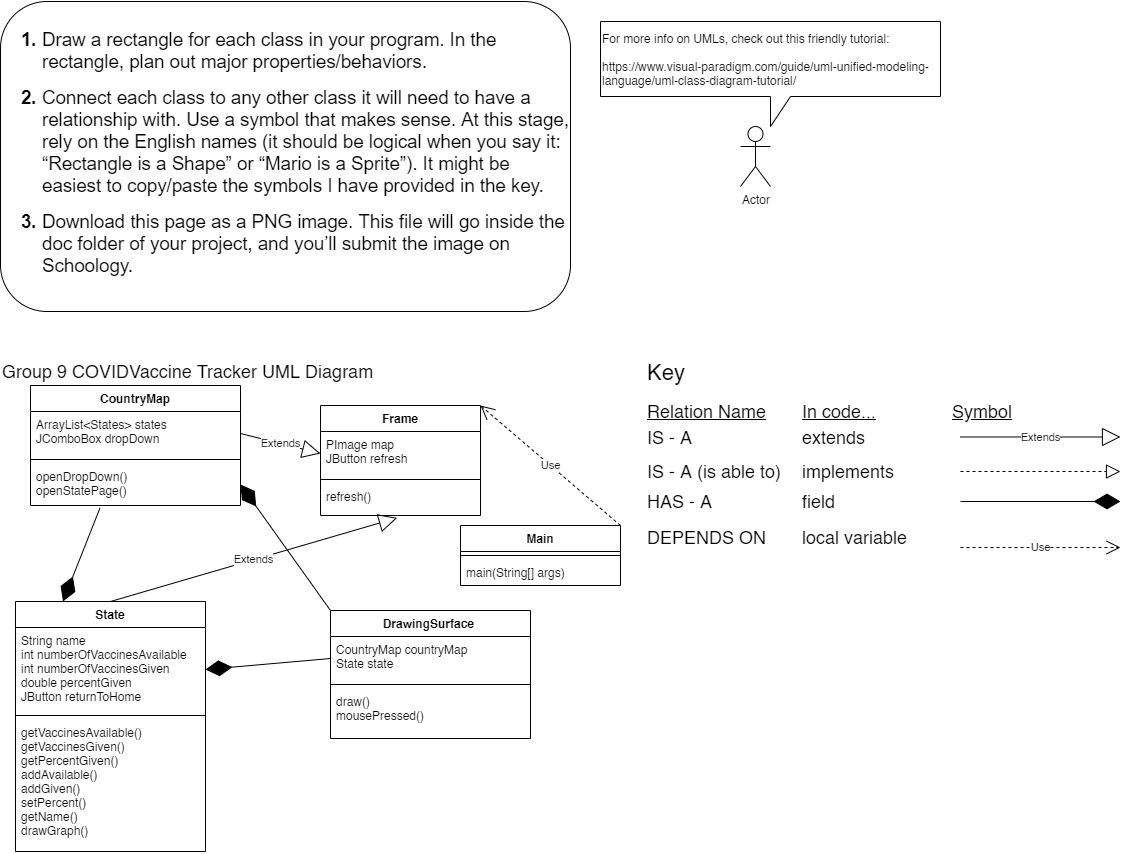 1. Draw a rectangle for each class in your program. In the
rectangle, plan out major properties/behaviors.
2. Connect each class to any other class it will need to have a
relationship with. Use a symbol that makes sense. At this stage,
rely on the English names (it should be logical when you say it:
“Rectangle is a Shape” or “Mario is a Sprite”). It might be
easiest to copy/paste the symbols I have provided in the key.
3. Download this page as a PNG image. This file will go inside the
doc folder of your project, and you’ll submit the image on
Schoology.
For more info on UMLs, check out this friendly tutorial:
https://www.visual-paradigm.com/guide/uml-unified-modeling-
language/uml-class-diagram-tutorial/
Actor
Group 9 COVIDVaccine Tracker UML Diagram
CountryMap
ArrayList<States> states
JComboBox dropDown
openDropDown()
openStatePage()
Extends
Frame
PImage map
JButton refresh
refresh()
Use
Main
main(String[] args)
Extends
State
String name
int numberOfVaccinesAvailable
int numberOfVaccinesGiven
double percentGiven
JButton returnToHome
getVaccinesAvailable()
getVaccinesGiven()
getPercentGiven()
addAvailable()
addGiven()
setPercent()
getName()
drawGraph()
DrawingSurface
CountryMap countryMap
State state
draw()
mousePressed()
Key
Relation Name In code... Symbol
IS - A extends Extends
IS - A (is able to) implements
HAS - A field
DEPENDS ON local variable Use